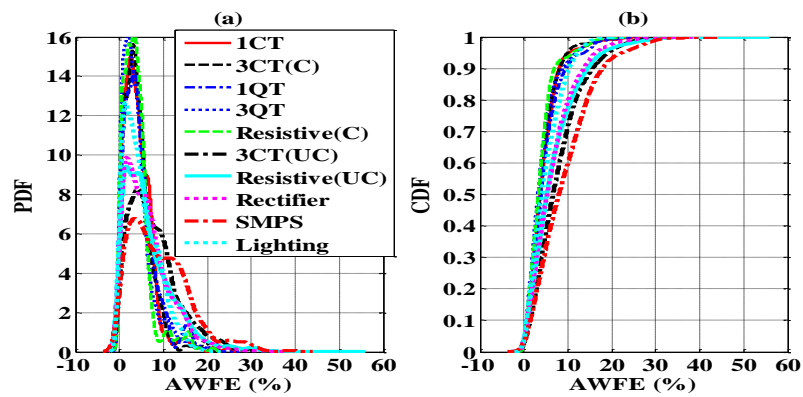 (a)
PDF
16
14
12
10
8
6
4
2
0
-10 0 10 20 30 40 50 60
AWFE (%)
1CT
3CT(C)
1QT
3QT
Resistive(C)
3CT(UC)
Resistive(UC)
Rectifier
SMPS
Lighting
(b)
CDF
1
0.9
0.8
0.7
0.6
0.5
0.4
0.3
0.2
0.1
0
-10 0 10 20 30 40 50 60
AWFE (%)